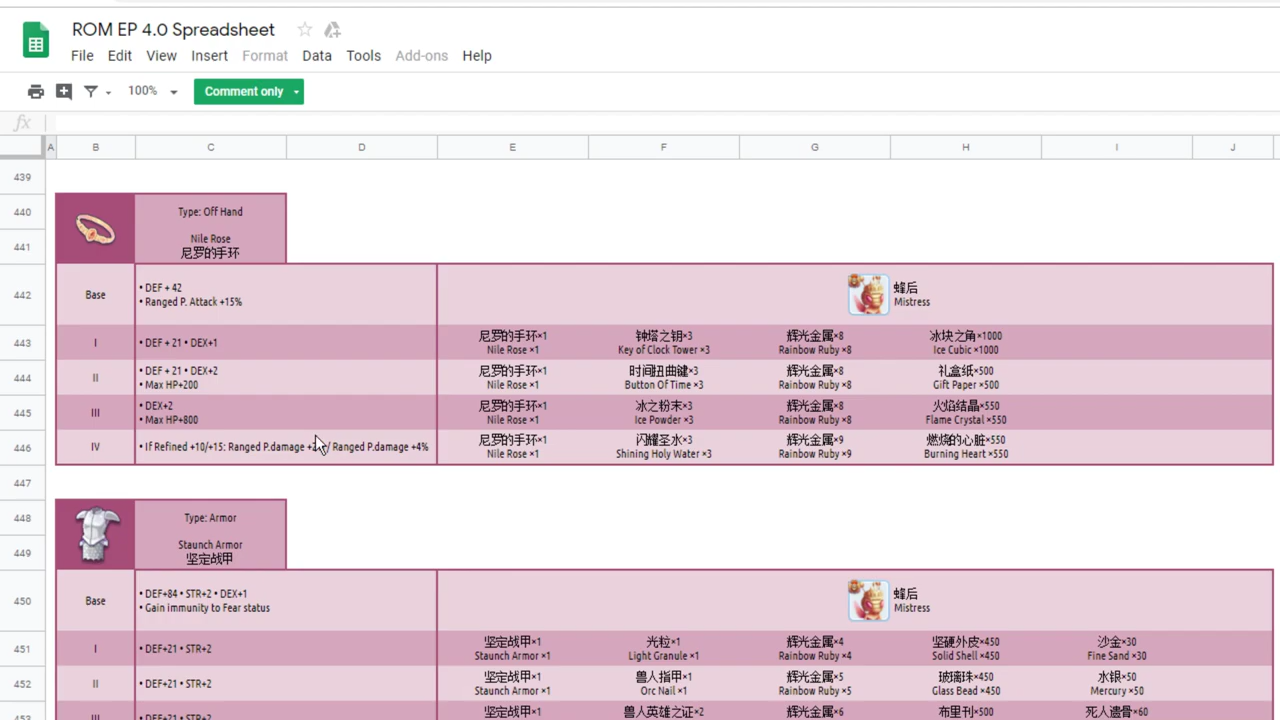 ROM EP 4.0 Spreadsheet
File Edit View Insert Format Data Tools Add-ons Help
100% Comment only
fx
A B C D E F G H I J
439
440
Type: Off Hand
441
Nile Rose
尼罗的手环
442
Base
• DEF + 42
• Ranged P. Attack +15%
蜂后
Mistress
443
I
• DEF + 21 • DEX+1
尼罗的手环×1 钟塔之钥×3 辉光金属×8 冰块之角×1000
Nile Rose ×1 Key of Clock Tower ×3 Rainbow Ruby ×8 Ice Cubic ×1000
444
II
• DEF + 21 • DEX+2
• Max HP+200
尼罗的手环×1 时间扭曲键×3 辉光金属×8 礼盒纸×500
Nile Rose ×1 Button Of Time ×3 Rainbow Ruby ×8 Gift Paper ×500
445
III
• DEX+2
• Max HP+800
尼罗的手环×1 冰之粉末×3 辉光金属×8 火焰结晶×550
Nile Rose ×1 Ice Powder ×3 Rainbow Ruby ×8 Flame Crystal ×550
446
IV
• If Refined +10/+15: Ranged P.damage / Ranged P.damage +4%
尼罗的手环×1 闪耀圣水×3 辉光金属×9 燃烧的心脏×550
Nile Rose ×1 Shining Holy Water ×3 Rainbow Ruby ×9 Burning Heart ×550
447
448
Type: Armor
449
Staunch Armor
坚定战甲
450
Base
• DEF+84 • STR+2 • DEX+1
• Gain immunity to Fear status
蜂后
Mistress
451
I
• DEF+21 • STR+2
坚定战甲×1 光粒×1 辉光金属×4 坚硬外皮×450 沙金×30
Staunch Armor ×1 Light Granule ×1 Rainbow Ruby ×4 Solid Shell ×450 Fine Sand ×30
452
II
• DEF+21 • STR+2
坚定战甲×1 兽人指甲×1 辉光金属×5 玻璃珠×450 水银×50
Staunch Armor ×1 Orc Nail ×1 Rainbow Ruby ×5 Glass Bead ×450 Mercury ×50
453
III
• DEF+21 • STR+2
坚定战甲×1 兽人英雄之证×2 辉光金属×6 布里刊×500 死人遗骨×60